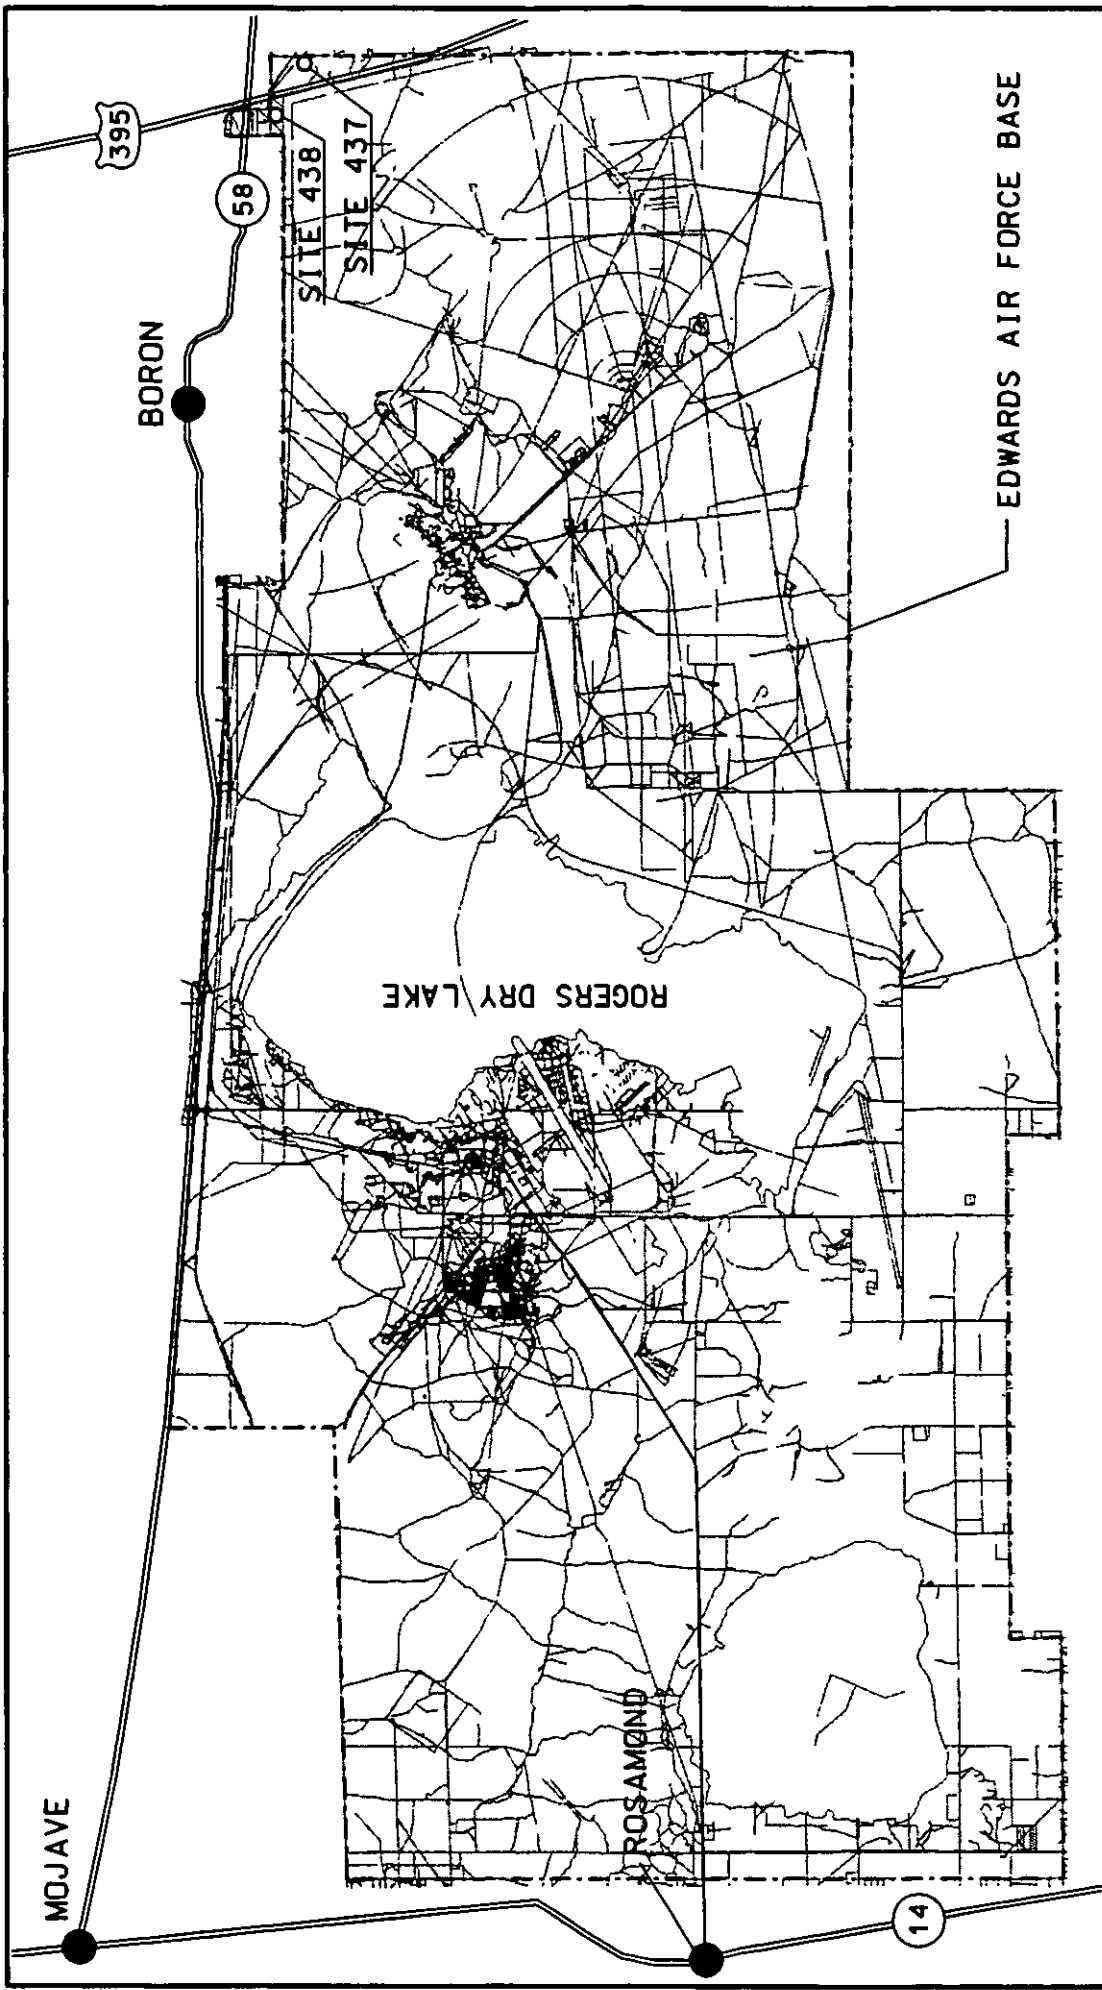 MOJAVE
BORON
395
58
SITE 438
SITE 437
ROGERS DRY LAKE
ROSAMOND
14
EDWARDS AIR FORCE BASE